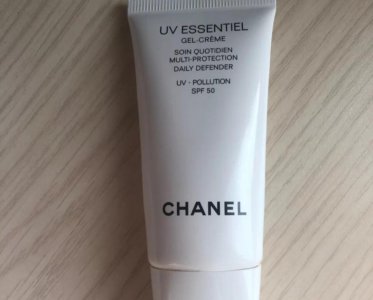 UV ESSENTIEL
GEL-CRÈME
SOIN QUOTIDIEN
MULTI-PROTECTION
DAILY DEFENDER
UV - POLLUTION
SPF 50
CHANEL